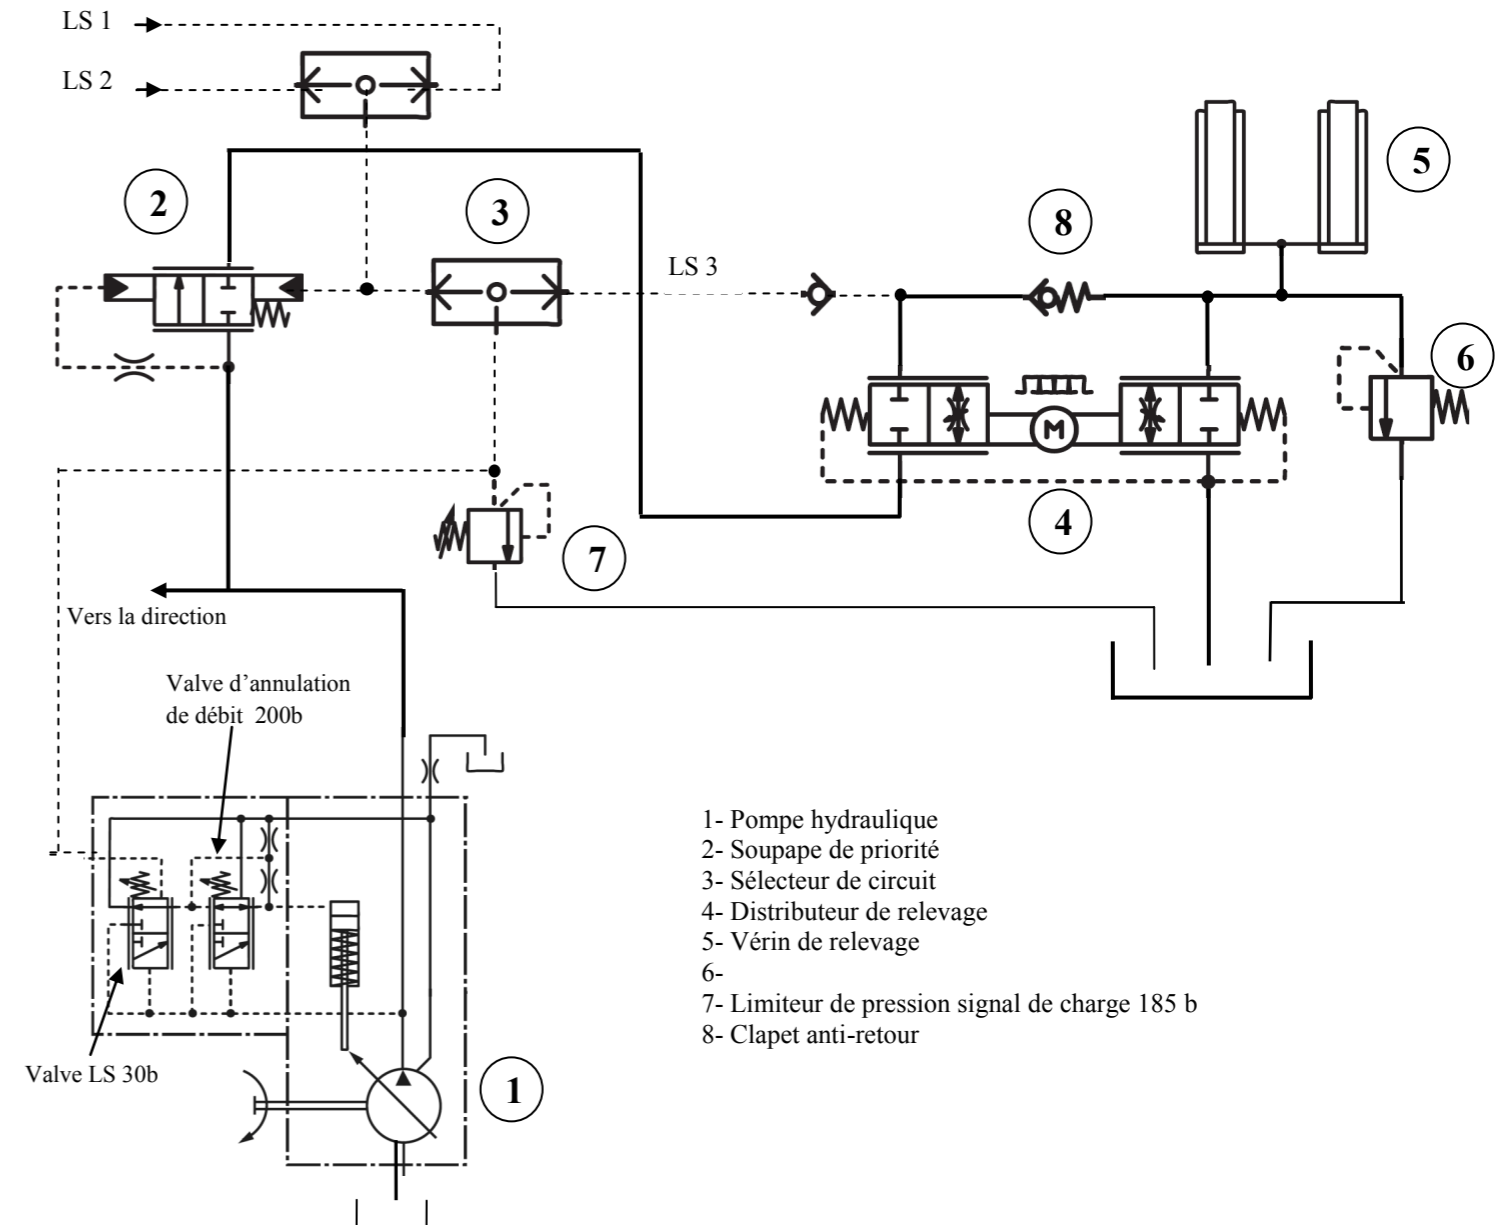 LS 1
LS 2
2
3
LS 3
8
5
6
M
4
7
Vers la direction
Valve d’annulation
de débit 200b
1- Pompe hydraulique
2- Soupape de priorité
3- Sélecteur de circuit
4- Distributeur de relevage
5- Vérin de relevage
6-
7- Limiteur de pression signal de charge 185 b
8- Clapet anti-retour
Valve LS 30b
1